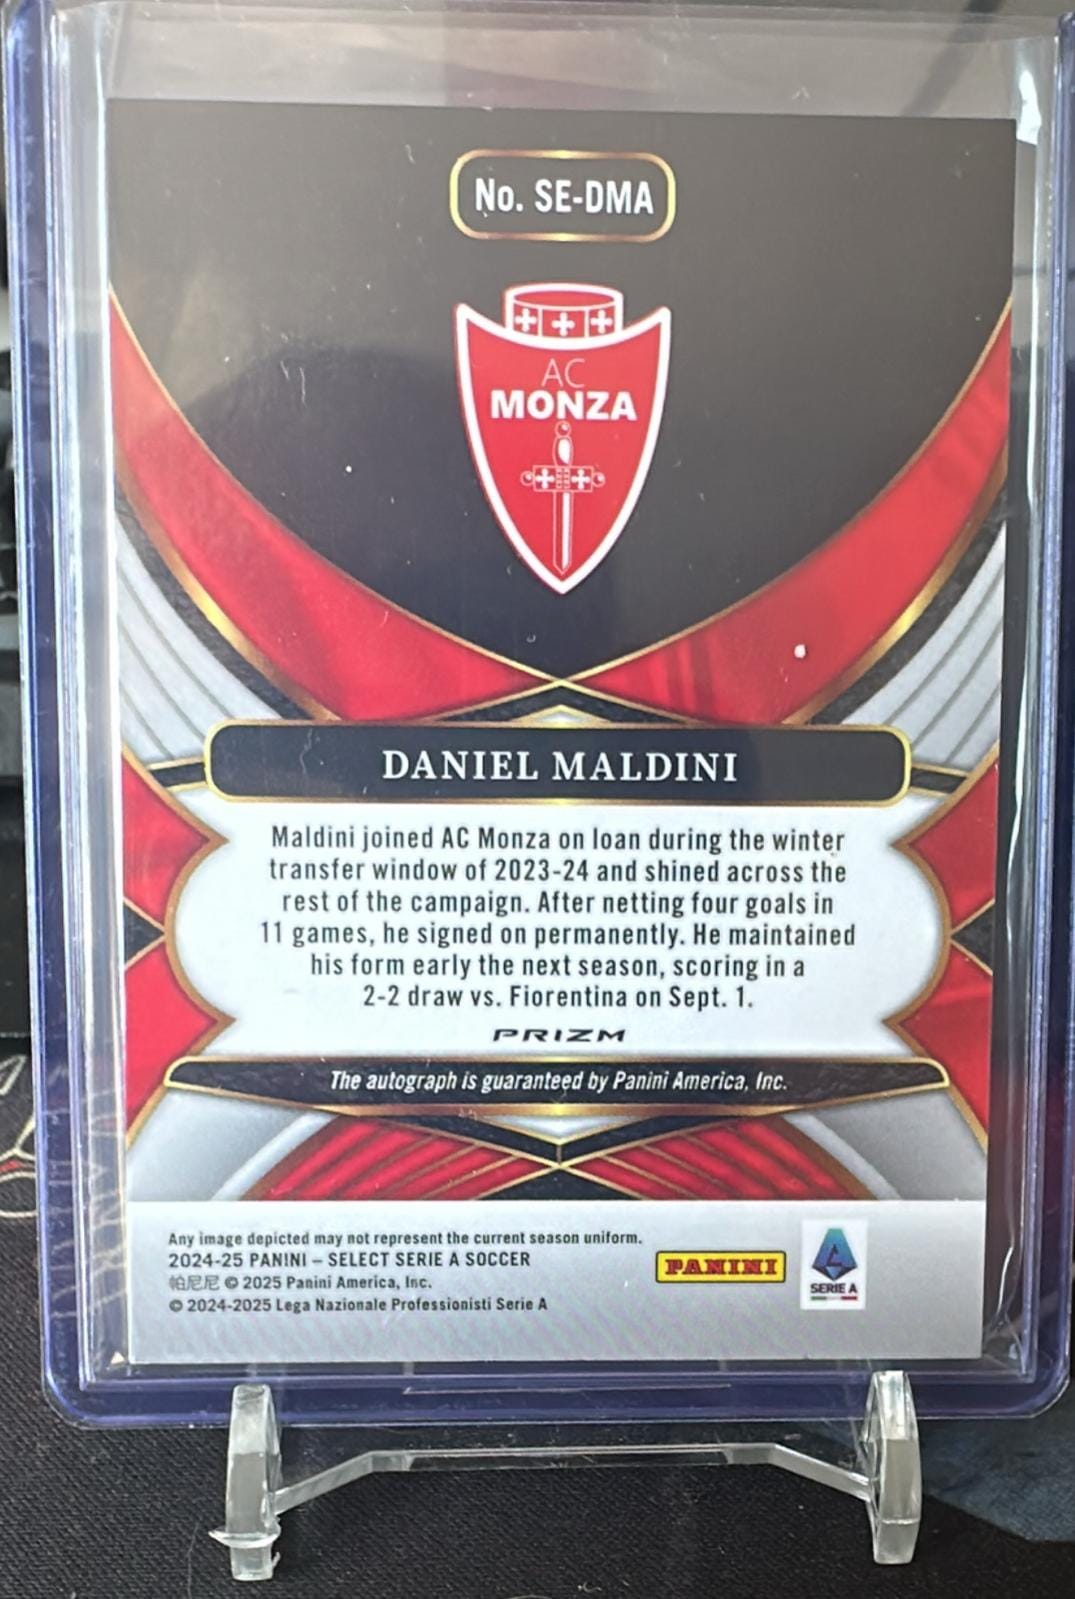 No. SE-DMA
AC
MONZA
DANIEL MALDINI
Maldini joined AC Monza on loan during the winter
transfer window of 2023-24 and shined across the
rest of the campaign. After netting four goals in
11 games, he signed on permanently. He maintained
his form early the next season, scoring in a
2-2 draw vs. Fiorentina on Sept. 1.
PRIZM
The autograph is guaranteed by Panini America, Inc.
Any image depicted may not represent the current season uniform.
2024-25 PANINI – SELECT SERIE A SOCCER
帕尼尼 © 2025 Panini America, Inc.
© 2024-2025 Lega Nazionale Professionisti Serie A
PANINI
SERIE A